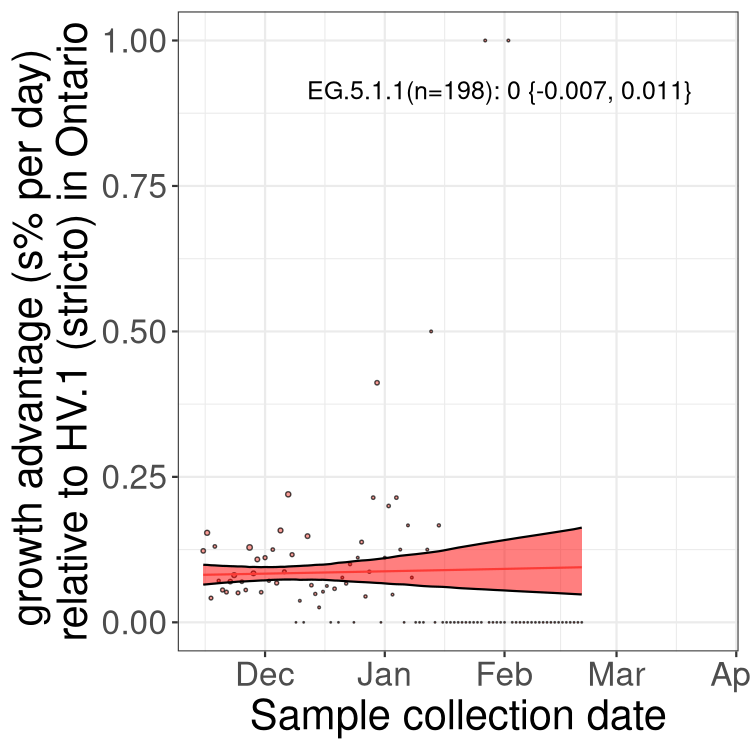 growth advantage (s% per day)
relative to HV.1 (stricto) in Ontario
1.00
EG.5.1.1(n=198): 0 {-0.007, 0.011}
0.75
0.50
0.25
0.00
Dec Jan Feb Mar Ap
Sample collection date